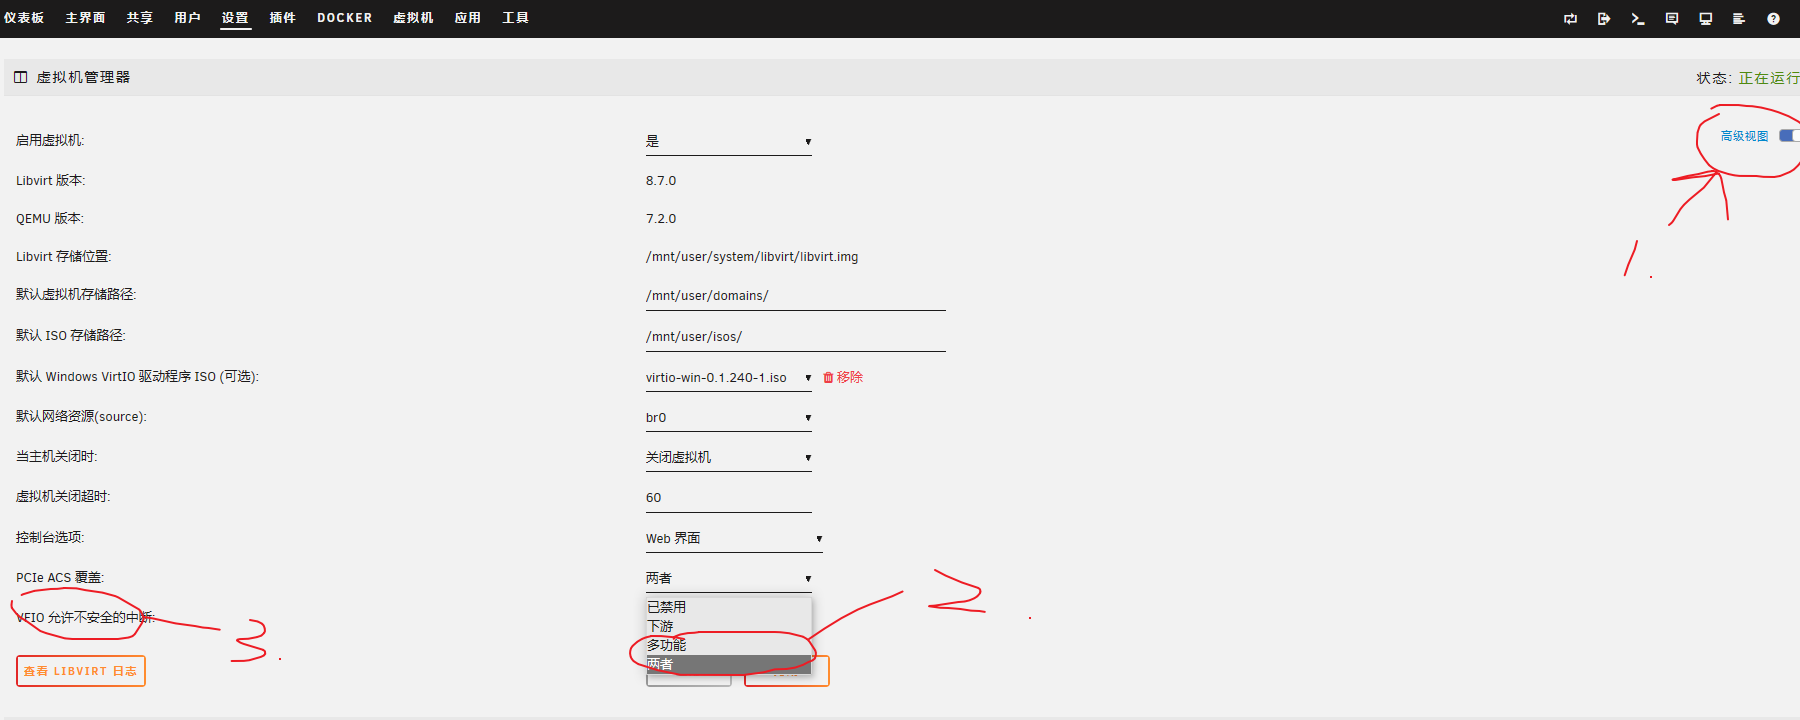 仪表板 主界面 共享 用户 设置 插件 DOCKER 虚拟机 应用 工具
虚拟机管理器 状态: 正在运行
高级视图
启用虚拟机: 是
Libvirt 版本: 8.7.0
QEMU 版本: 7.2.0
1.
Libvirt 存储位置: /mnt/user/system/libvirt/libvirt.img
默认虚拟机存储路径: /mnt/user/domains/
默认 ISO 存储路径: /mnt/user/isos/
默认 Windows VirtIO 驱动程序 ISO (可选): virtio-win-0.1.240-1.iso 移除
默认网络资源(source): br0
当主机关闭时: 关闭虚拟机
虚拟机关闭超时: 60
控制台选项: Web 界面
PCIe ACS 覆盖: 两者
已禁用
下游
多功能
两者
2.
VFIO 允许不安全的中断:
3.
查看 LIBVIRT 日志